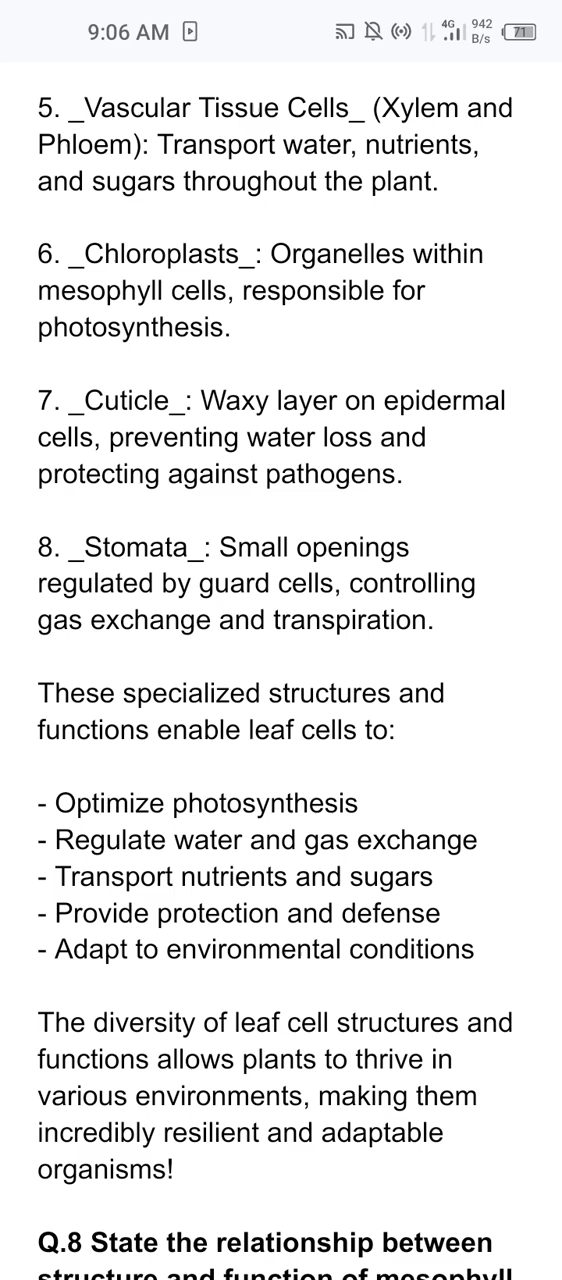 9:06 AM
4G 942 B/s 71
5. _Vascular Tissue Cells_ (Xylem and
Phloem): Transport water, nutrients,
and sugars throughout the plant.
6. _Chloroplasts_: Organelles within
mesophyll cells, responsible for
photosynthesis.
7. _Cuticle_: Waxy layer on epidermal
cells, preventing water loss and
protecting against pathogens.
8. _Stomata_: Small openings
regulated by guard cells, controlling
gas exchange and transpiration.
These specialized structures and
functions enable leaf cells to:
- Optimize photosynthesis
- Regulate water and gas exchange
- Transport nutrients and sugars
- Provide protection and defense
- Adapt to environmental conditions
The diversity of leaf cell structures and
functions allows plants to thrive in
various environments, making them
incredibly resilient and adaptable
organisms!
Q.8 State the relationship between
structure and function of mesophyll